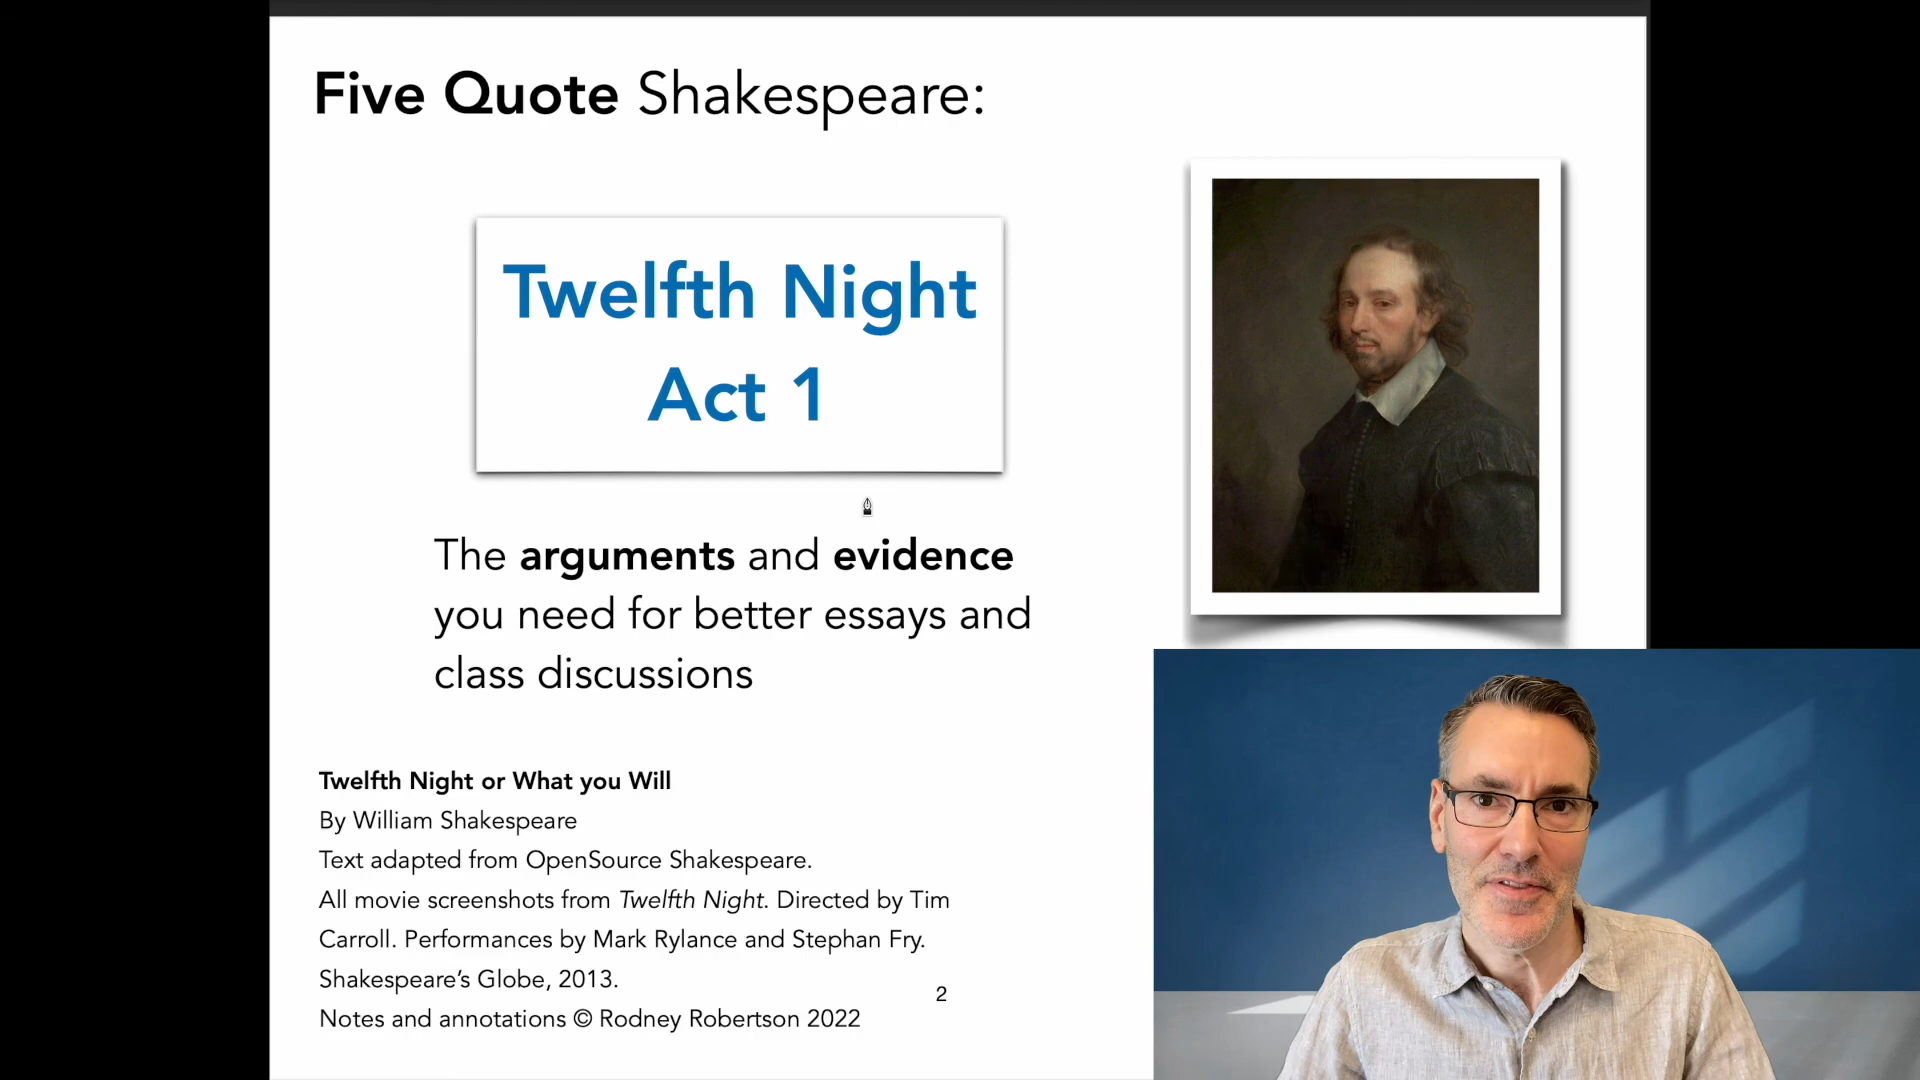 Five Quote Shakespeare:
Twelfth Night
Act 1
The arguments and evidence
you need for better essays and
class discussions
Twelfth Night or What you Will
By William Shakespeare
Text adapted from OpenSource Shakespeare.
All movie screenshots from Twelfth Night. Directed by Tim
Carroll. Performances by Mark Rylance and Stephan Fry.
Shakespeare’s Globe, 2013.
Notes and annotations © Rodney Robertson 2022
2